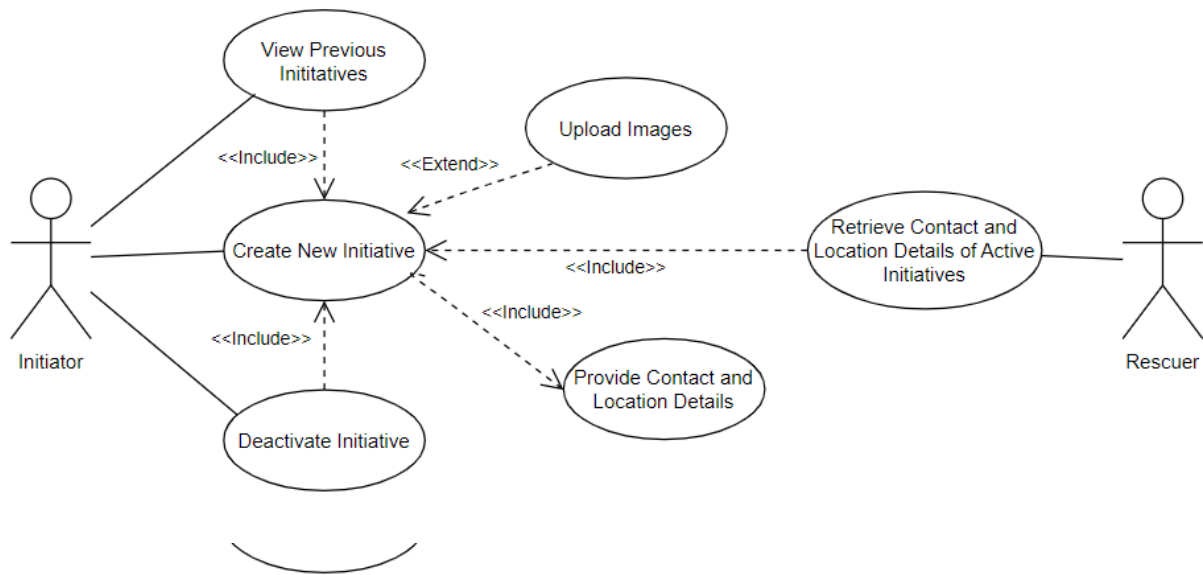 View Previous
Inititatives
Upload Images
<<Extend>>
<<Include>>
Create New Initiative
Retrieve Contact and
Location Details of Active
Initiatives
<<Include>>
<<Include>>
<<Include>>
Initiator
Rescuer
Provide Contact and
Location Details
Deactivate Initiative